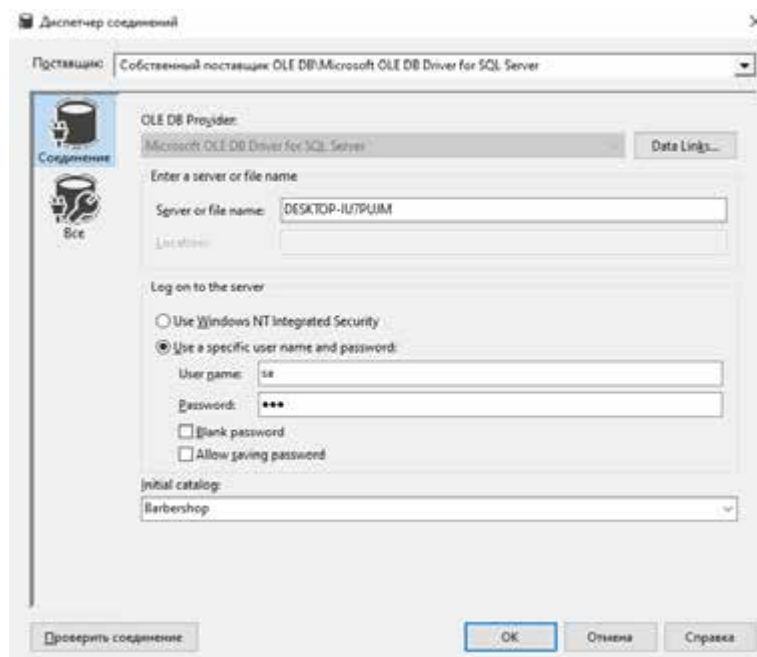 Диспетчер соединений
Поставщик: Собственный поставщик OLE DB\Microsoft OLE DB Driver for SQL Server
Соединение
Все
OLE DB Provider:
Microsoft OLE DB Driver for SQL Server
Data Links...
Enter a server or file name
Server or file name: DESKTOP-IU7PUJM
Location:
Log on to the server
Use Windows NT Integrated Security
Use a specific user name and password:
User name: sa
Password: •••
Blank password
Allow saving password
Initial catalog:
Barbershop
Проверить соединение OK Отмена Справка